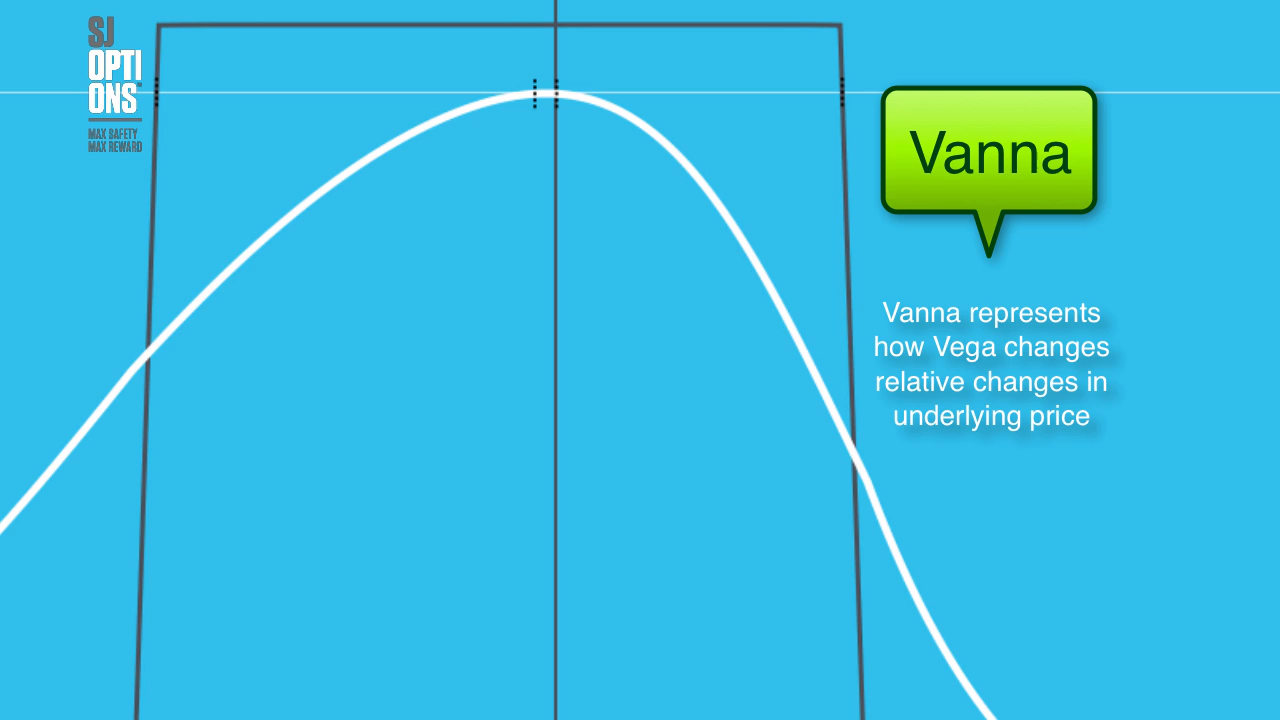 SJ
OPTI
ONS
MAX SAFETY
MAX REWARD
Vanna
Vanna represents
how Vega changes
relative changes in
underlying price